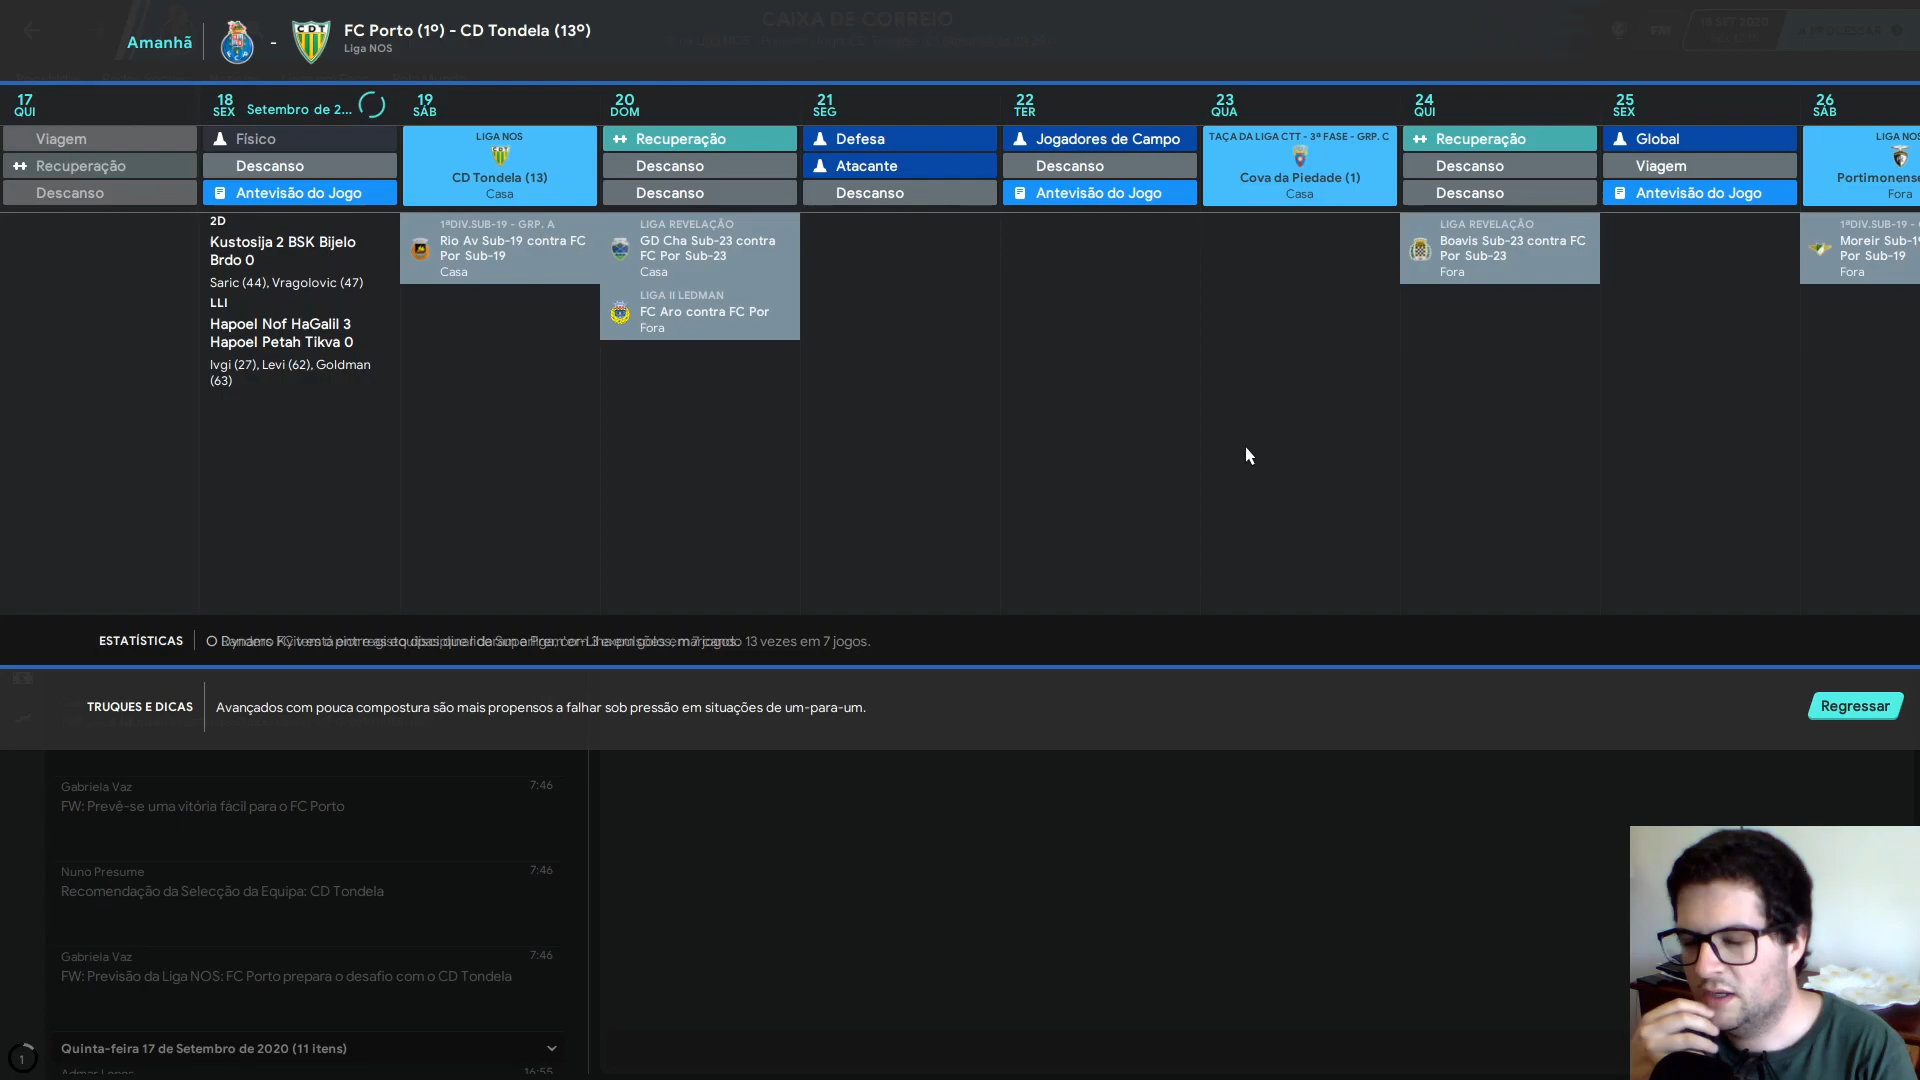 CAIXA DE CORREIO
Amanhã
FC Porto (1º) - CD Tondela (13º)
Liga NOS
17
QUI
18
SEX
Setembro de 2...
19
SÁB
20
DOM
21
SEG
22
TER
23
QUA
24
QUI
25
SEX
26
SÁB
Viagem
Recuperação
Descanso
Físico
Descanso
Antevisão do Jogo
LIGA NOS
CD Tondela (13)
Casa
Recuperação
Descanso
Descanso
Defesa
Atacante
Descanso
Jogadores de Campo
Descanso
Antevisão do Jogo
TAÇA DA LIGA CTT - 3ª FASE - GRP. C
Cova da Piedade (1)
Casa
Recuperação
Descanso
Descanso
Global
Viagem
Antevisão do Jogo
LIGA NOS
Portimonense
Fora
2D
Kustosija 2 BSK Bijelo
Brdo 0
Saric (44), Vragolovic (47)
LLI
Hapoel Nof HaGalil 3
Hapoel Petah Tikva 0
Ivgi (27), Levi (62), Goldman
(63)
1ªDIV.SUB-19 - GRP. A
Rio Av Sub-19 contra FC
Por Sub-19
Casa
LIGA REVELAÇÃO
GD Cha Sub-23 contra
FC Por Sub-23
Casa
LIGA II LEDMAN
FC Aro contra FC Por
Fora
LIGA REVELAÇÃO
Boavis Sub-23 contra FC
Por Sub-23
Fora
1ªDIV.SUB-19 -
Moreir Sub-19
Por Sub-19
Fora
ESTATÍSTICAS
13 vezes em 7 jogos.
TRUQUES E DICAS
Avançados com pouca compostura são mais propensos a falhar sob pressão em situações de um-para-um.
Regressar
Gabriela Vaz
7:46
FW: Prevê-se uma vitória fácil para o FC Porto
Nuno Presume
7:46
Recomendação da Selecção da Equipa: CD Tondela
Gabriela Vaz
7:46
FW: Previsão da Liga NOS: FC Porto prepara o desafio com o CD Tondela
Quinta-feira 17 de Setembro de 2020 (11 itens)
1
Admar Lopes
16:55